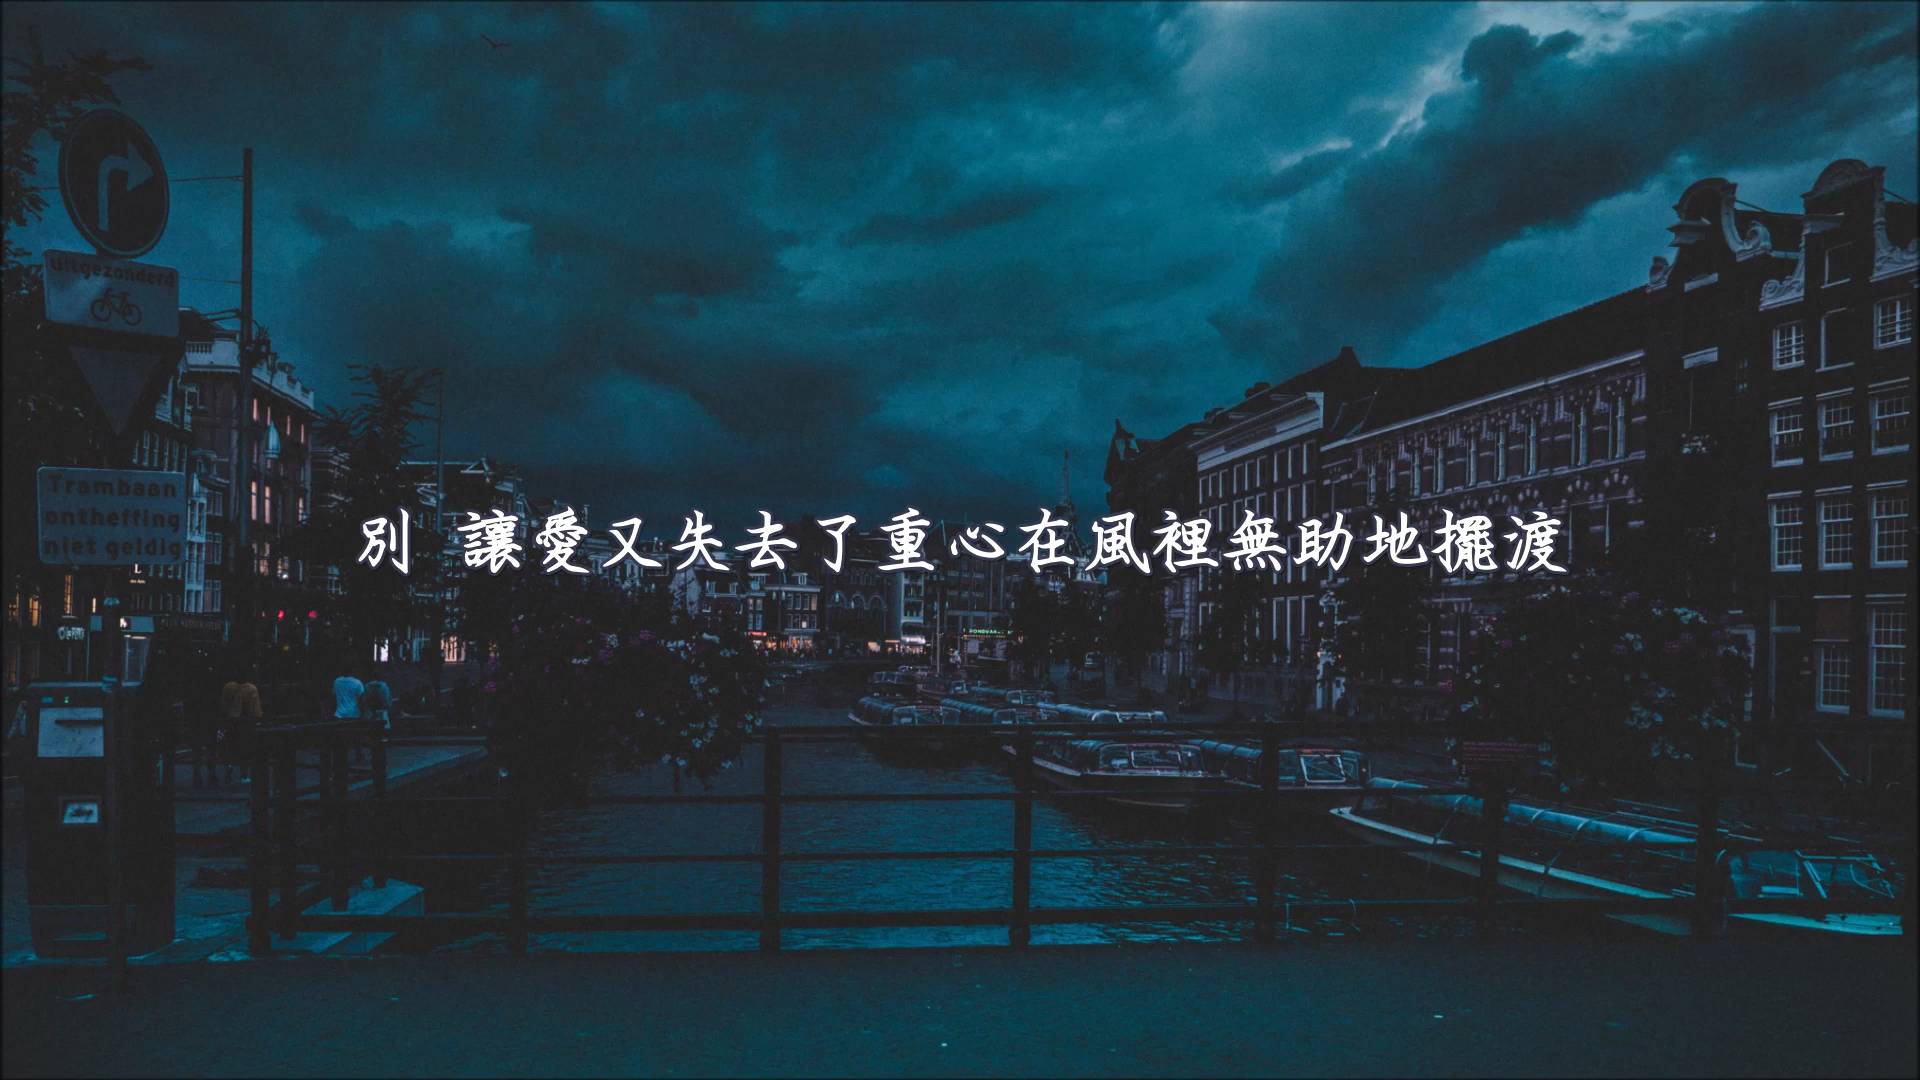 uitgezonderd
Trambaan
ontheffing
niet geldig
別 讓愛又失去了重心在風裡無助地擺渡